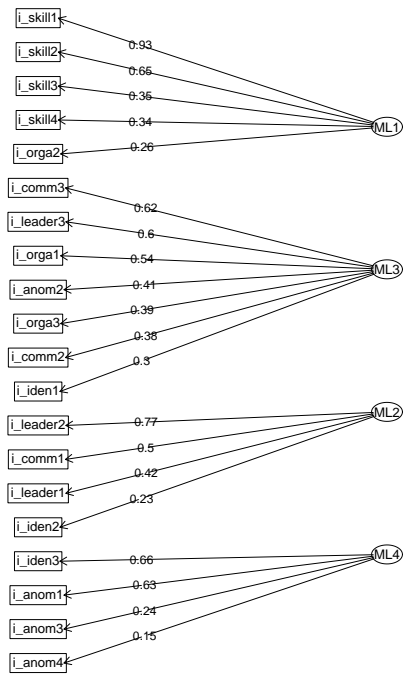 i_skill1
0.93
i_skill2
0.65
i_skill3
0.35
i_skill4
0.34
ML1
i_orga2
0.26
i_comm3
0.62
i_leader3
0.6
i_orga1
0.54
ML3
i_anom2
0.41
i_orga3
0.39
i_comm2
0.38
i_iden1
0.3
i_leader2
0.77
ML2
i_comm1
0.5
i_leader1
0.42
i_iden2
0.23
i_iden3
0.66
ML4
i_anom1
0.63
i_anom3
0.24
i_anom4
0.15